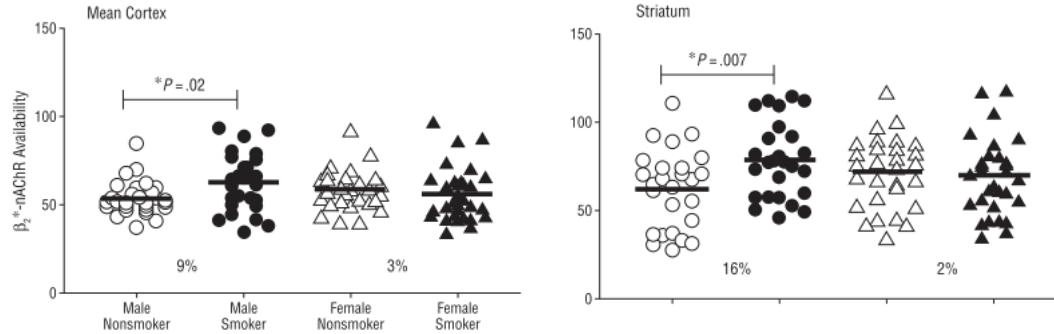 Mean Cortex
150
100
50
0
β2*-nAChR Availability
*P = .02
9%
3%
Male
Nonsmoker
Male
Smoker
Female
Nonsmoker
Female
Smoker
Striatum
150
100
50
0
*P = .007
16%
2%